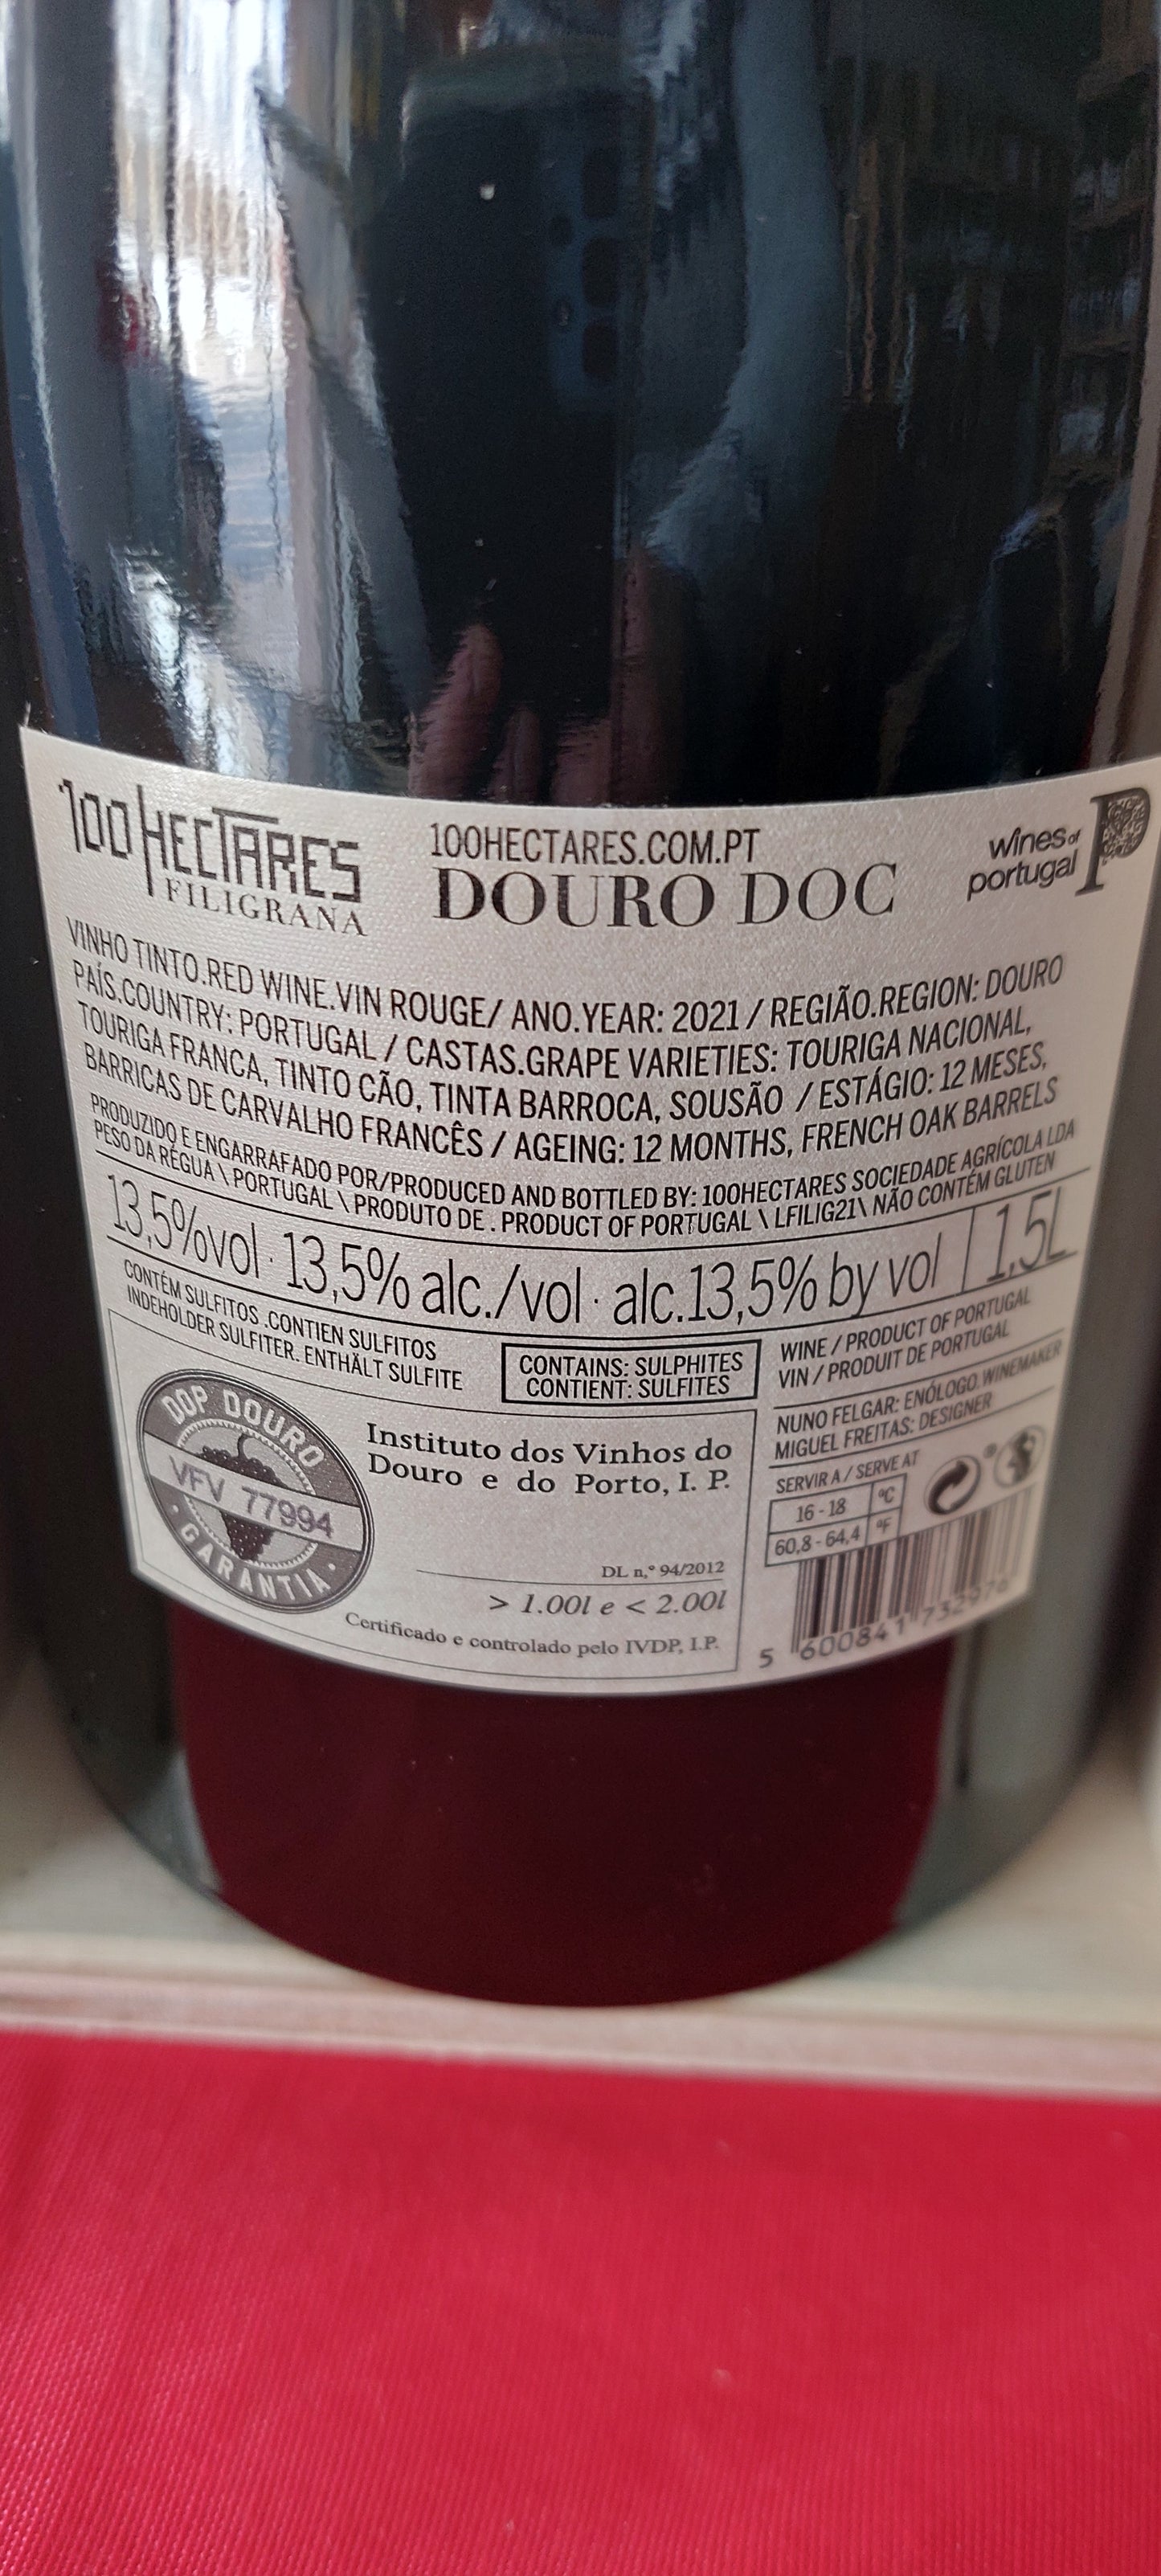 100HECTARES
FILIGRANA
100HECTARES.COM.PT
DOURO DOC
wines of
portugal
P
VINHO TINTO.RED WINE.VIN ROUGE/ ANO.YEAR: 2021 / REGIÃO.REGION: DOURO
PAÍS.COUNTRY: PORTUGAL / CASTAS.GRAPE VARIETIES: TOURIGA NACIONAL,
TOURIGA FRANCA, TINTO CÃO, TINTA BARROCA, SOUSÃO / ESTÁGIO: 12 MESES,
BARRICAS DE CARVALHO FRANCÊS / AGEING: 12 MONTHS, FRENCH OAK BARRELS
PRODUZIDO E ENGARRAFADO POR/PRODUCED AND BOTTLED BY: 100HECTARES SOCIEDADE AGRÍCOLA LDA
PESO DA RÉGUA \ PORTUGAL \ PRODUTO DE . PRODUCT OF PORTUGAL \ LFILIG21\ NÃO CONTÉM GLUTEN
13,5%vol · 13,5% alc./vol · alc.13,5% by vol
1,5L
CONTÉM SULFITOS .CONTIEN SULFITOS
INDEHOLDER SULFITER. ENTHÄLT SULFITE
CONTAINS: SULPHITES
CONTIENT: SULFITES
WINE / PRODUCT OF PORTUGAL
VIN / PRODUIT DE PORTUGAL
NUNO FELGAR: ENÓLOGO. WINEMAKER
MIGUEL FREITAS: DESIGNER
DOP DOURO
VFV 77994
· GARANTIA ·
Instituto dos Vinhos do
Douro e do Porto, I. P.
DL n,º 94/2012
> 1.00l e < 2.00l
Certificado e controlado pelo IVDP, I.P.
SERVIR A / SERVE AT
16 - 18 ºC
60,8 - 64,4 ºF
5 600841 732976